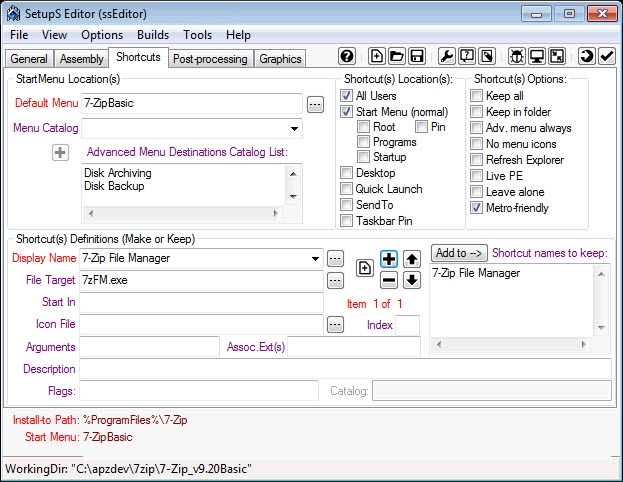 SetupS Editor (ssEditor)
File View Options Builds Tools Help
General Assembly Shortcuts Post-processing Graphics
StartMenu Location(s)
Default Menu 7-ZipBasic
Menu Catalog
Advanced Menu Destinations Catalog List:
Disk Archiving
Disk Backup
Shortcut(s) Location(s):
All Users
Start Menu (normal)
Root Pin
Programs
Startup
Desktop
Quick Launch
SendTo
Taskbar Pin
Shortcut(s) Options:
Keep all
Keep in folder
Adv. menu always
No menu icons
Refresh Explorer
Live PE
Leave alone
Metro-friendly
Shortcut(s) Definitions (Make or Keep)
Display Name 7-Zip File Manager
File Target 7zFM.exe
Start In
Item 1 of 1
Icon File
Index
Arguments
Assoc.Ext(s)
Description
Flags:
Catalog:
Add to --> Shortcut names to keep:
7-Zip File Manager
Install-to Path: %ProgramFiles%\7-Zip
Start Menu: 7-ZipBasic
WorkingDir: "C:\apzdev\7zip\7-Zip_v9.20Basic"